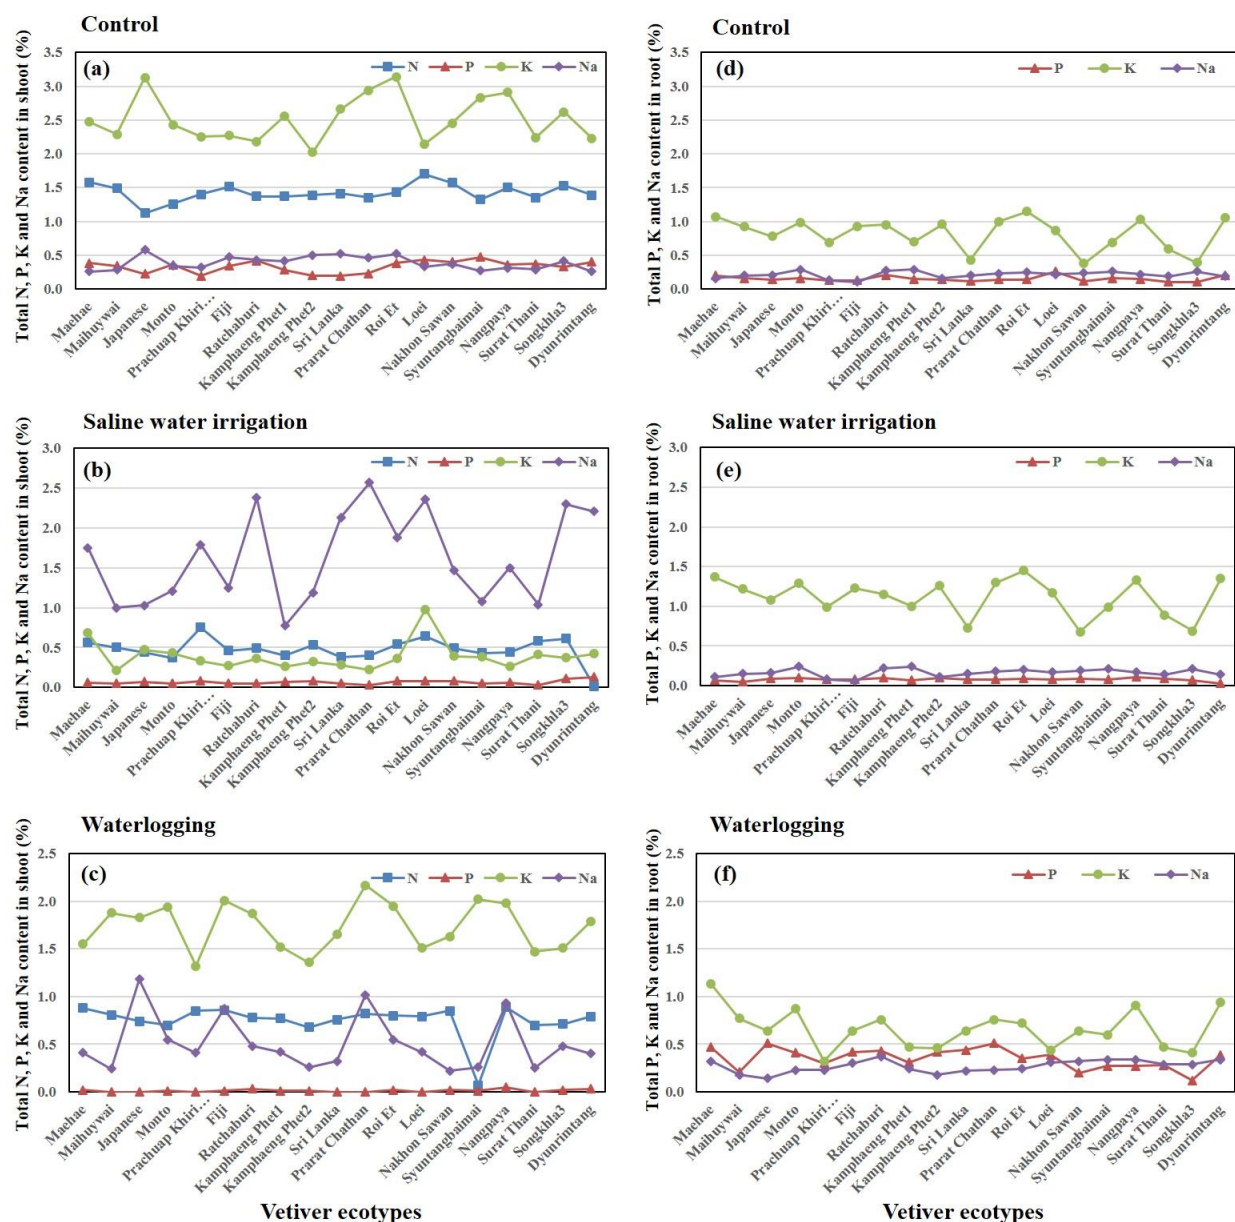 Control
Total N, P, K and Na content in shoot (%)
(a)
N P K Na
3.5
3.0
2.5
2.0
1.5
1.0
0.5
0.0
Maehae
Maihuywai
Japanese
Monto
Prachuap Khiri…
Fiji
Ratchaburi
Kamphaeng Phet1
Kamphaeng Phet2
Sri Lanka
Prarat Chathan
Roi Et
Loei
Nakhon Sawan
Syuntangbaimai
Nangpaya
Surat Thani
Songkhla3
Dyunrimtang
Control
Total P, K and Na content in root (%)
(d)
P K Na
3.5
3.0
2.5
2.0
1.5
1.0
0.5
0.0
Maehae
Maihuywai
Japanese
Monto
Prachuap Khiri…
Fiji
Ratchaburi
Kamphaeng Phet1
Kamphaeng Phet2
Sri Lanka
Prarat Chathan
Roi Et
Loei
Nakhon Sawan
Syuntangbaimai
Nangpaya
Surat Thani
Songkhla3
Dyunrimtang
Saline water irrigation
Total N, P, K and Na content in shoot (%)
(b)
N P K Na
3.0
2.5
2.0
1.5
1.0
0.5
0.0
Maehae
Maihuywai
Japanese
Monto
Prachuap Khiri…
Fiji
Ratchaburi
Kamphaeng Phet1
Kamphaeng Phet2
Sri Lanka
Prarat Chathan
Roi Et
Loei
Nakhon Sawan
Syuntangbaimai
Nangpaya
Surat Thani
Songkhla3
Dyunrimtang
Saline water irrigation
Total P, K and Na content in root (%)
(e)
P K Na
3.0
2.5
2.0
1.5
1.0
0.5
0.0
Maehae
Maihuywai
Japanese
Monto
Prachuap Khiri…
Fiji
Ratchaburi
Kamphaeng Phet1
Kamphaeng Phet2
Sri Lanka
Prarat Chathan
Roi Et
Loei
Nakhon Sawan
Syuntangbaimai
Nangpaya
Surat Thani
Songkhla3
Dyunrimtang
Waterlogging
Total N, P, K and Na content in shoot (%)
(c)
N P K Na
2.5
2.0
1.5
1.0
0.5
0.0
Maehae
Maihuywai
Japanese
Monto
Prachuap Khiri…
Fiji
Ratchaburi
Kamphaeng Phet1
Kamphaeng Phet2
Sri Lanka
Prarat Chathan
Roi Et
Loei
Nakhon Sawan
Syuntangbaimai
Nangpaya
Surat Thani
Songkhla3
Dyunrimtang
Vetiver ecotypes
Waterlogging
Total P, K and Na content in root (%)
(f)
P K Na
2.5
2.0
1.5
1.0
0.5
0.0
Maehae
Maihuywai
Japanese
Monto
Prachuap Khiri…
Fiji
Ratchaburi
Kamphaeng Phet1
Kamphaeng Phet2
Sri Lanka
Prarat Chathan
Roi Et
Loei
Nakhon Sawan
Syuntangbaimai
Nangpaya
Surat Thani
Songkhla3
Dyunrimtang
Vetiver ecotypes